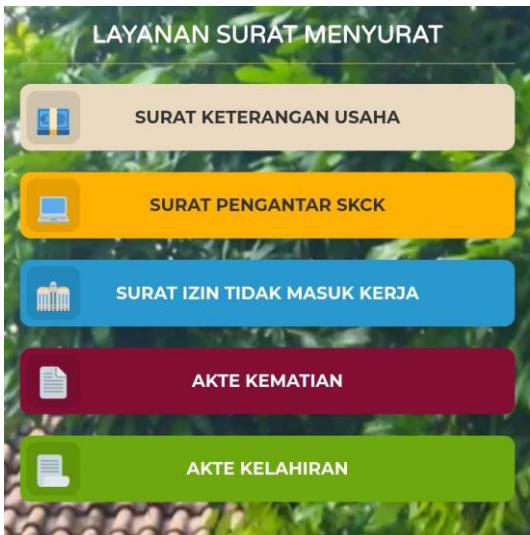 LAYANAN SURAT MENYURAT
SURAT KETERANGAN USAHA
SURAT PENGANTAR SKCK
SURAT IZIN TIDAK MASUK KERJA
AKTE KEMATIAN
AKTE KELAHIRAN